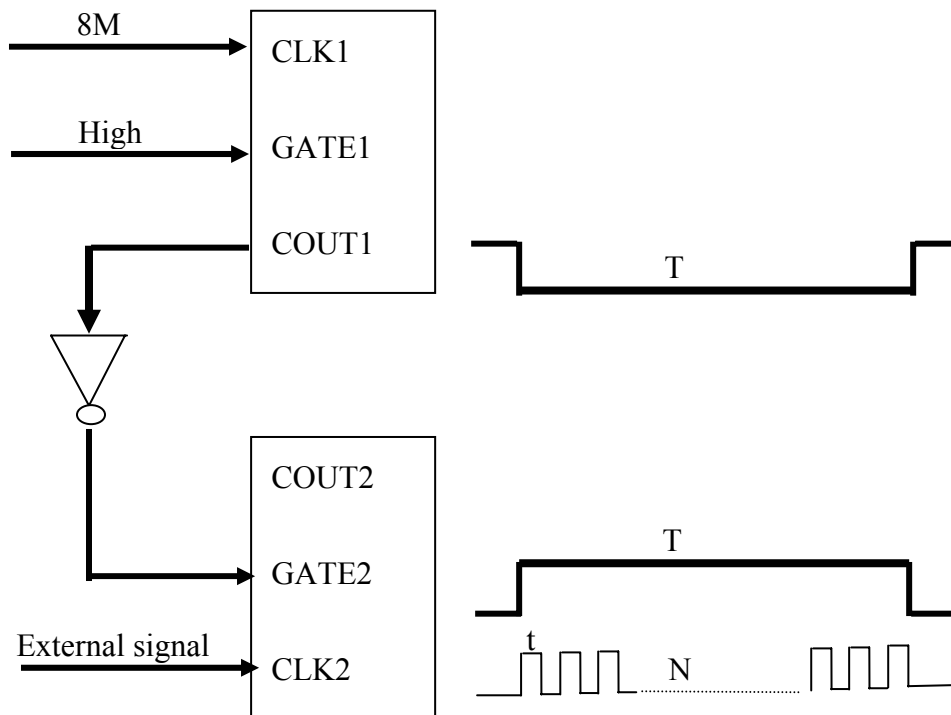 8M
CLK1
High
GATE1
COUT1
T
COUT2
T
GATE2
External signal
CLK2
t
N